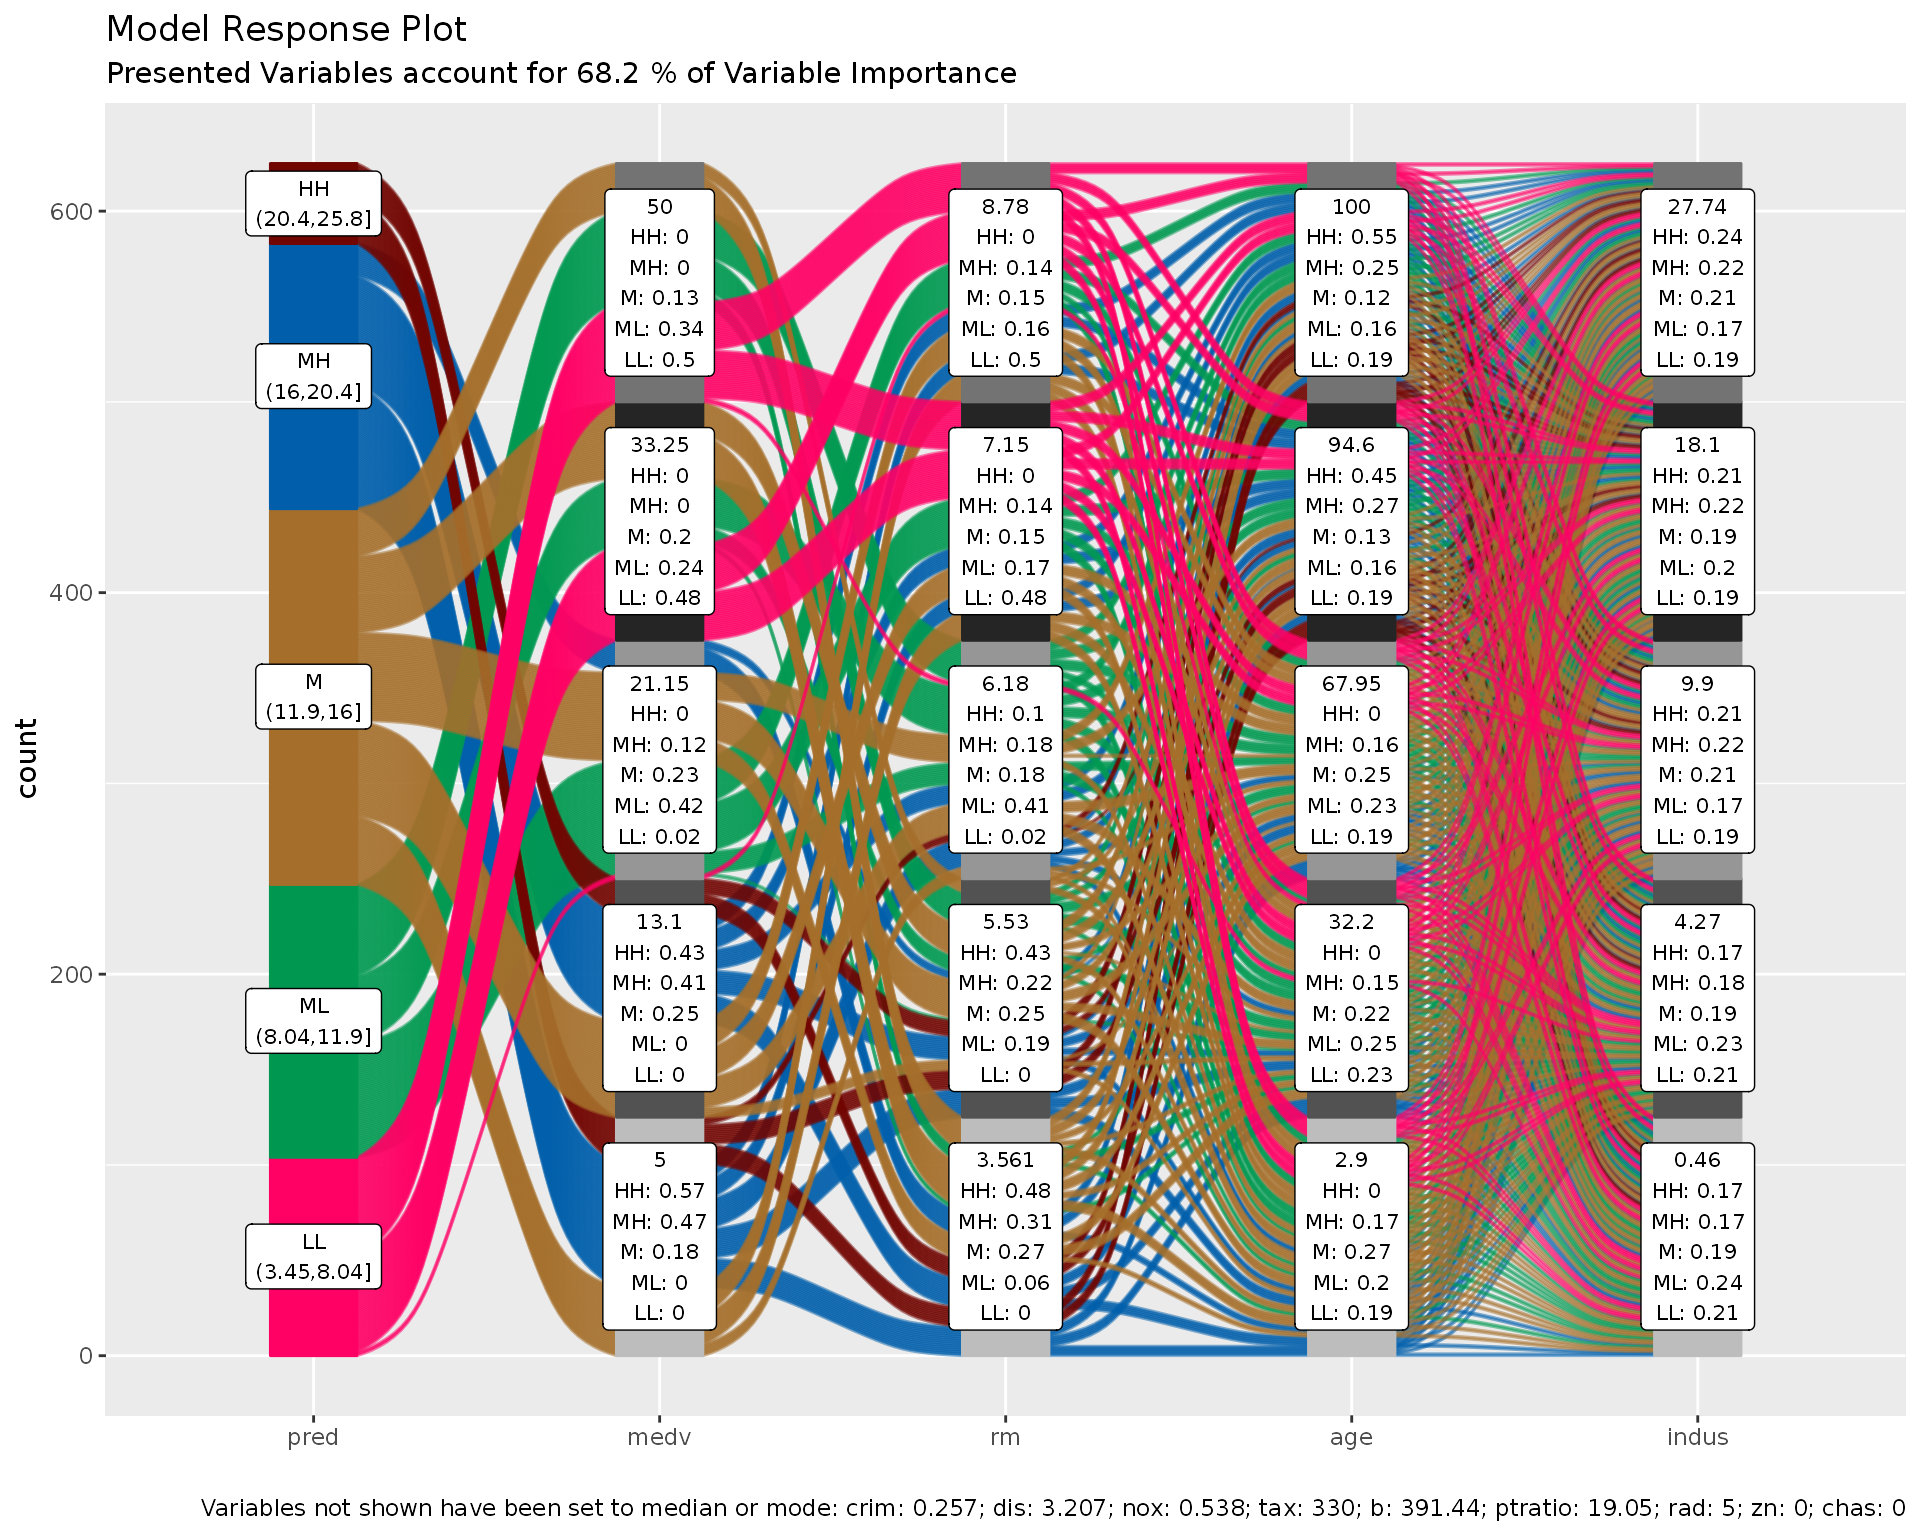 Model Response Plot
Presented Variables account for 68.2 % of Variable Importance
count
600
400
200
0
HH
(20.4,25.8]
MH
(16,20.4]
M
(11.9,16]
ML
(8.04,11.9]
LL
(3.45,8.04]
50
HH: 0
MH: 0
M: 0.13
ML: 0.34
LL: 0.5
33.25
HH: 0
MH: 0
M: 0.2
ML: 0.24
LL: 0.48
21.15
HH: 0
MH: 0.12
M: 0.23
ML: 0.42
LL: 0.02
13.1
HH: 0.43
MH: 0.41
M: 0.25
ML: 0
LL: 0
5
HH: 0.57
MH: 0.47
M: 0.18
ML: 0
LL: 0
8.78
HH: 0
MH: 0.14
M: 0.15
ML: 0.16
LL: 0.5
7.15
HH: 0
MH: 0.14
M: 0.15
ML: 0.17
LL: 0.48
6.18
HH: 0.1
MH: 0.18
M: 0.18
ML: 0.41
LL: 0.02
5.53
HH: 0.43
MH: 0.22
M: 0.25
ML: 0.19
LL: 0
3.561
HH: 0.48
MH: 0.31
M: 0.27
ML: 0.06
LL: 0
100
HH: 0.55
MH: 0.25
M: 0.12
ML: 0.16
LL: 0.19
94.6
HH: 0.45
MH: 0.27
M: 0.13
ML: 0.16
LL: 0.19
67.95
HH: 0
MH: 0.16
M: 0.25
ML: 0.23
LL: 0.19
32.2
HH: 0
MH: 0.15
M: 0.22
ML: 0.25
LL: 0.23
2.9
HH: 0
MH: 0.17
M: 0.27
ML: 0.2
LL: 0.19
27.74
HH: 0.24
MH: 0.22
M: 0.21
ML: 0.17
LL: 0.19
18.1
HH: 0.21
MH: 0.22
M: 0.19
ML: 0.2
LL: 0.19
9.9
HH: 0.21
MH: 0.22
M: 0.21
ML: 0.17
LL: 0.19
4.27
HH: 0.17
MH: 0.18
M: 0.19
ML: 0.23
LL: 0.21
0.46
HH: 0.17
MH: 0.17
M: 0.19
ML: 0.24
LL: 0.21
pred
medv
rm
age
indus
Variables not shown have been set to median or mode: crim: 0.257; dis: 3.207; nox: 0.538; tax: 330; b: 391.44; ptratio: 19.05; rad: 5; zn: 0; chas: 0